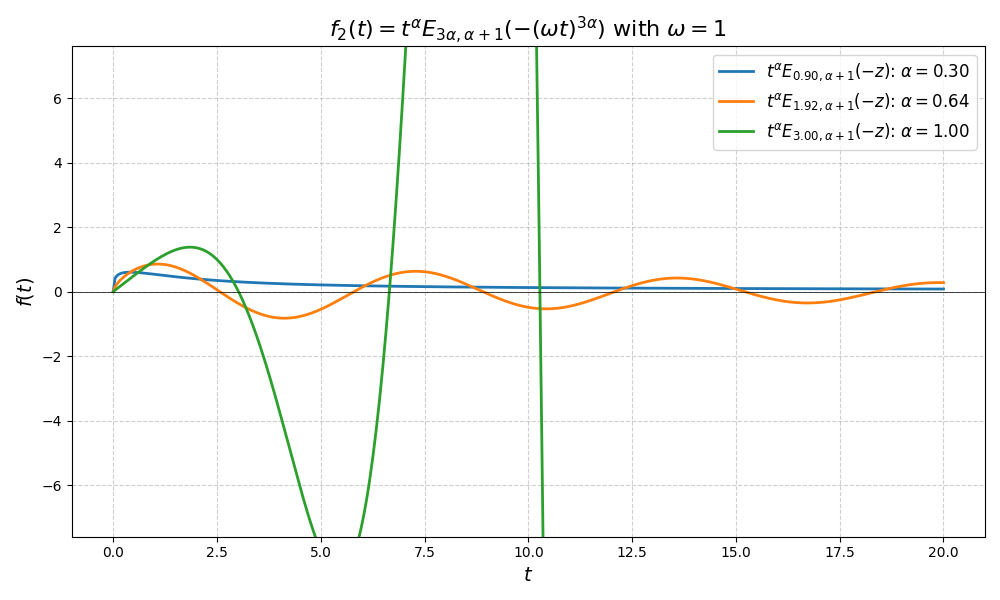 f₂(t) = t^α E_{3α,α+1}(−(ωt)^{3α}) with ω = 1
t^α E_{0.90,α+1}(−z): α = 0.30
t^α E_{1.92,α+1}(−z): α = 0.64
t^α E_{3.00,α+1}(−z): α = 1.00
f(t)
6
4
2
0
−2
−4
−6
0.0 2.5 5.0 7.5 10.0 12.5 15.0 17.5 20.0
t